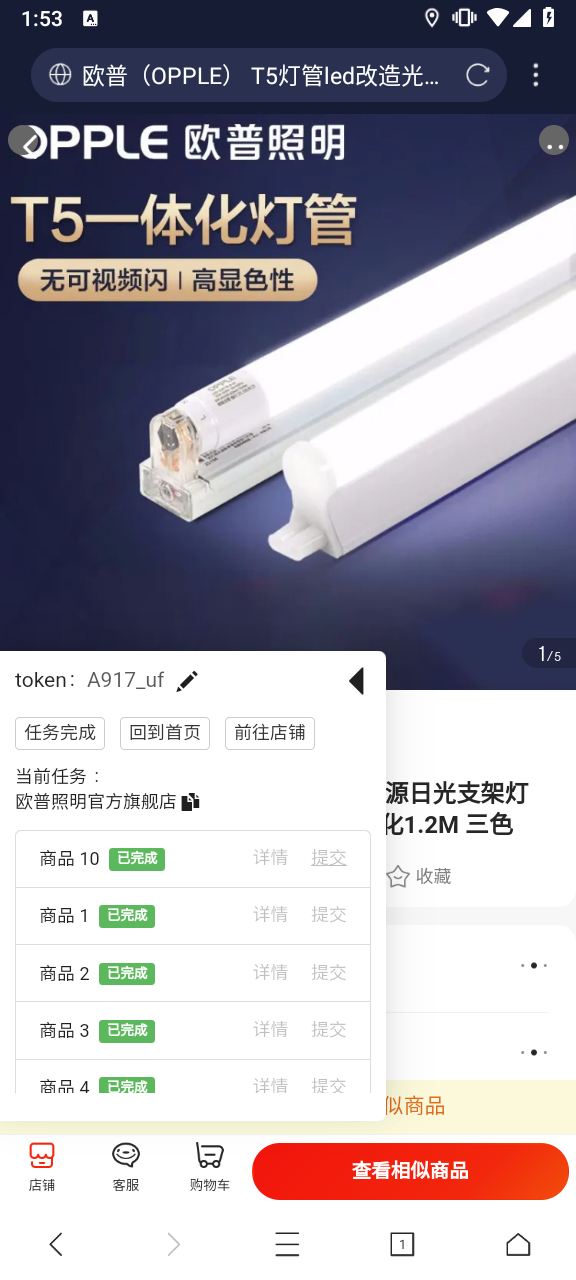 1:53
A
欧普（OPPLE） T5灯管led改造光...
OPPLE 欧普照明
T5一体化灯管
无可视频闪 | 高显色性
OPPLE
1/5
token: A917_uf
任务完成 回到首页 前往店铺
当前任务：
欧普照明官方旗舰店
源日光支架灯
化1.2M 三色
收藏
商品 10 已完成 详情 提交
商品 1 已完成 详情 提交
商品 2 已完成 详情 提交
商品 3 已完成 详情 提交
商品 4 已完成 详情 提交
似商品
店铺 客服 购物车 查看相似商品
1